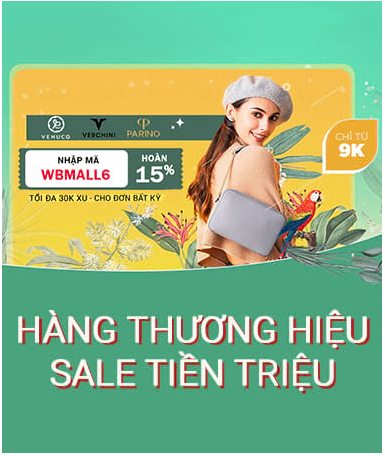 VENUCO VERCHINI PARINO
CHỈ TỪ
9K
NHẬP MÃ
WBMALL6
HOÀN
15%
TỐI ĐA 30K XU - CHO ĐƠN BẤT KỲ
HÀNG THƯƠNG HIỆU
SALE TIỀN TRIỆU